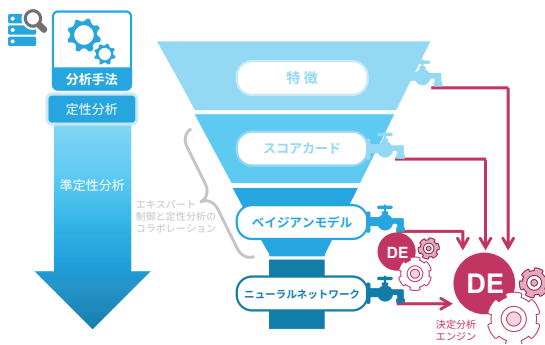 分析手法
定性分析
準定性分析
特 徴
スコアカード
エキスパート
制御と定性分析の
コラボレーション
ベイジアンモデル
DE
ニューラルネットワーク
DE
決定分析
エンジン